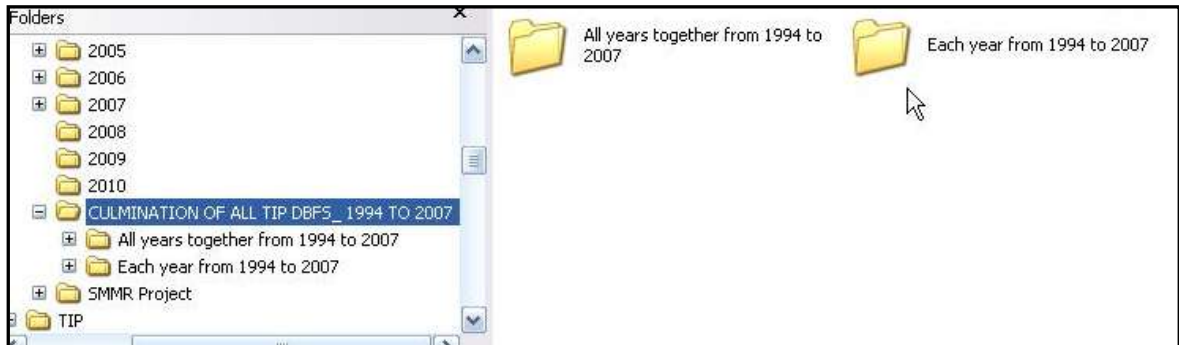 Folders
2005
2006
2007
2008
2009
2010
CULMINATION OF ALL TIP DBFS_ 1994 TO 2007
All years together from 1994 to 2007
Each year from 1994 to 2007
SMMR Project
TIP
All years together from 1994 to
2007
Each year from 1994 to 2007